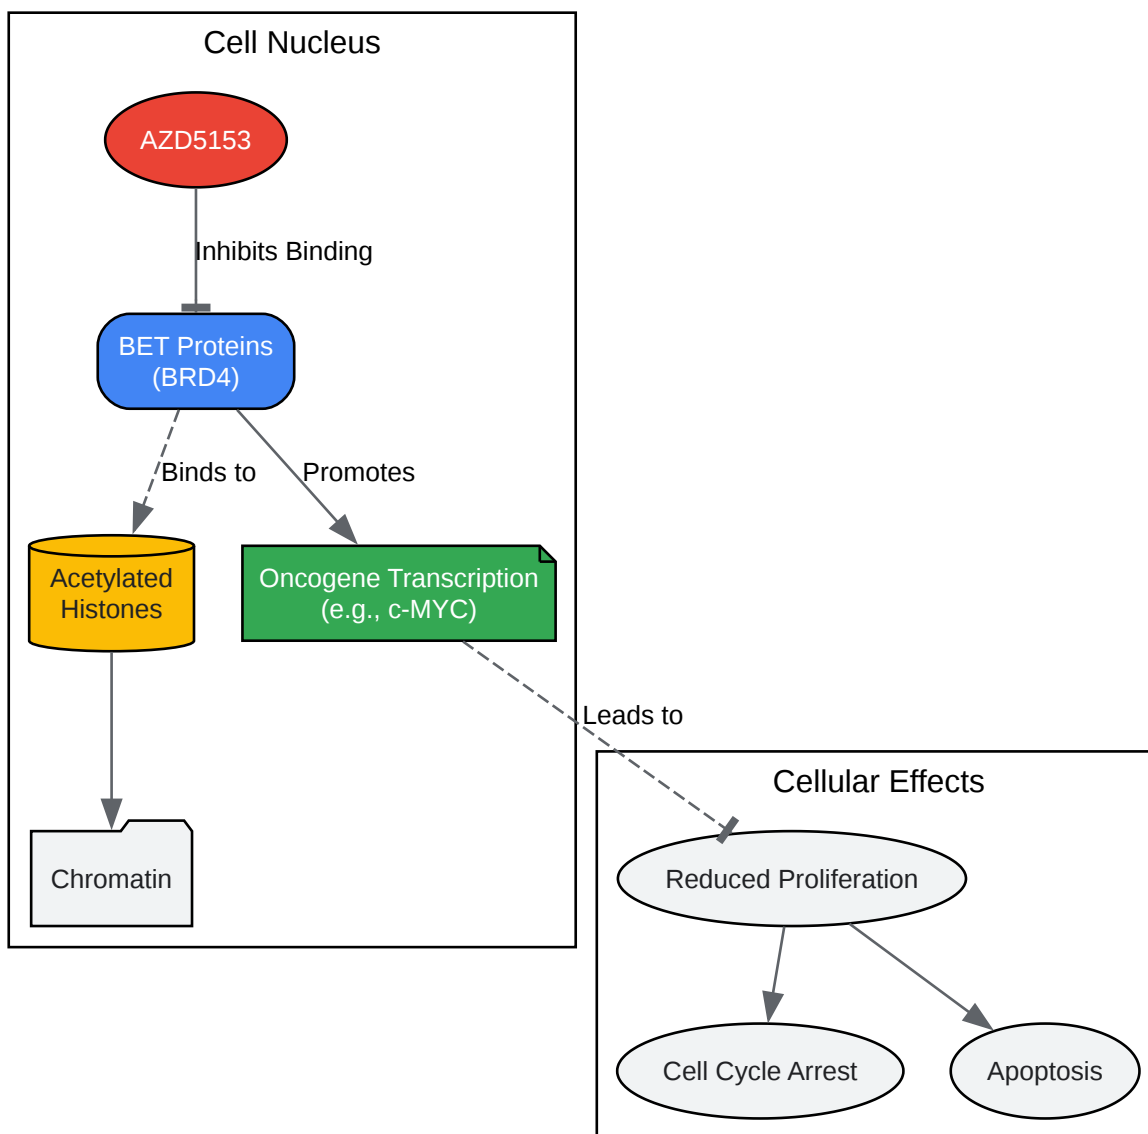 Cell Nucleus
AZD5153
Inhibits Binding
BET Proteins
(BRD4)
Binds to
Promotes
Acetylated
Histones
Oncogene Transcription
(e.g., c-MYC)
Leads to
Cellular Effects
Chromatin
Reduced Proliferation
Cell Cycle Arrest
Apoptosis